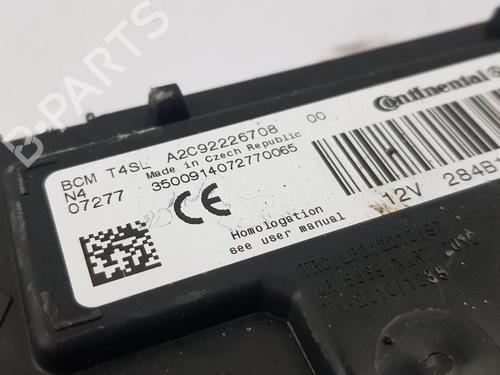 B-PARTS
Continental
BCM T4SL A2C92226708 00
N4 Made in Czech Republic
07277 3500914072770065
CE
Homologation
see user manual
12V 284B